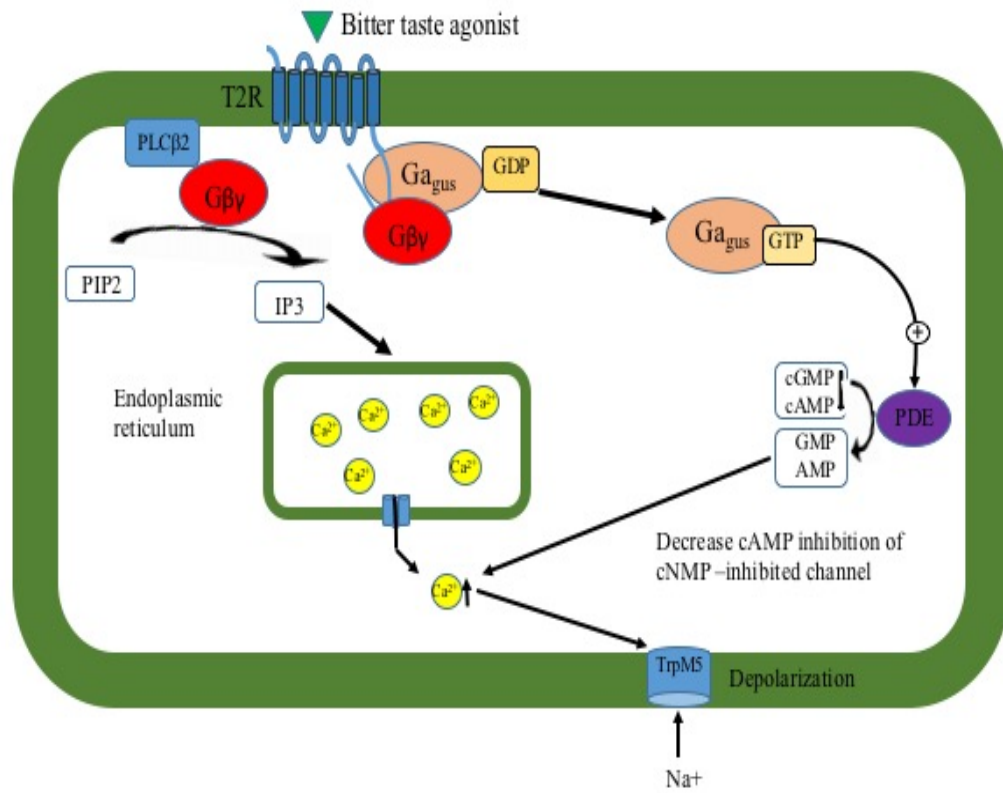 Bitter taste agonist
T2R
PLCβ2
Gβγ
Ga_gus
GDP
Gβγ
Ga_gus
GTP
PIP2
IP3
+
Endoplasmic
reticulum
Ca²⁺
Ca²⁺
Ca²⁺
Ca²⁺
Ca²⁺
Ca²⁺
cGMP
cAMP
PDE
GMP
AMP
Decrease cAMP inhibition of
cNMP –inhibited channel
Ca²⁺
TrpM5
Depolarization
Na+